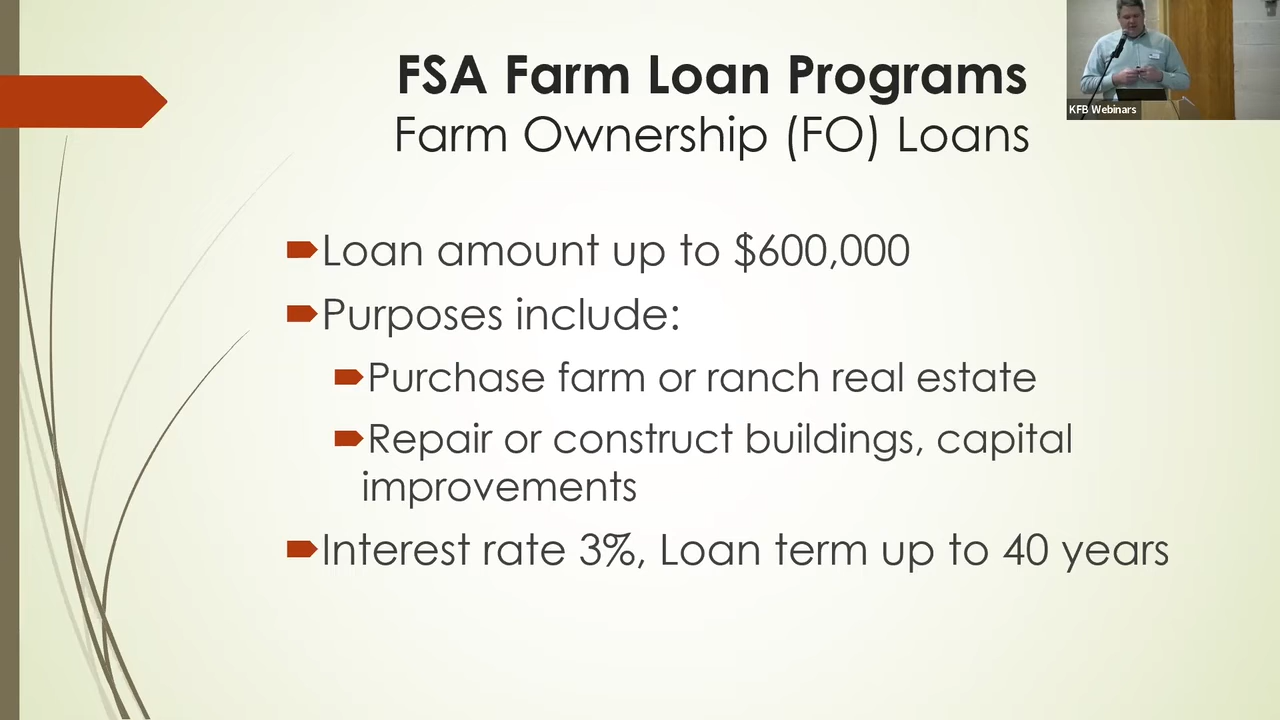 FSA Farm Loan Programs
Farm Ownership (FO) Loans
KFB Webinars
Loan amount up to $600,000
Purposes include:
Purchase farm or ranch real estate
Repair or construct buildings, capital
improvements
Interest rate 3%, Loan term up to 40 years